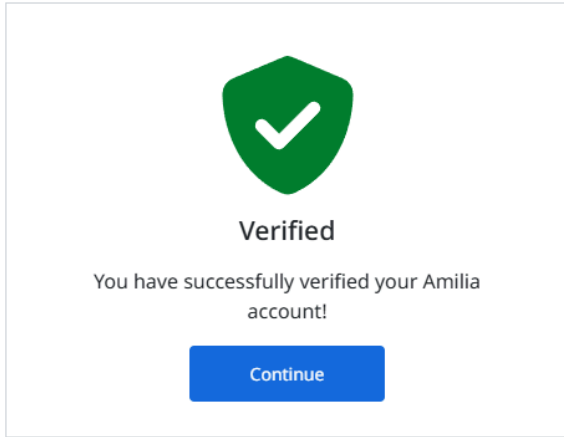 Verified
You have successfully verified your Amilia
account!
Continue